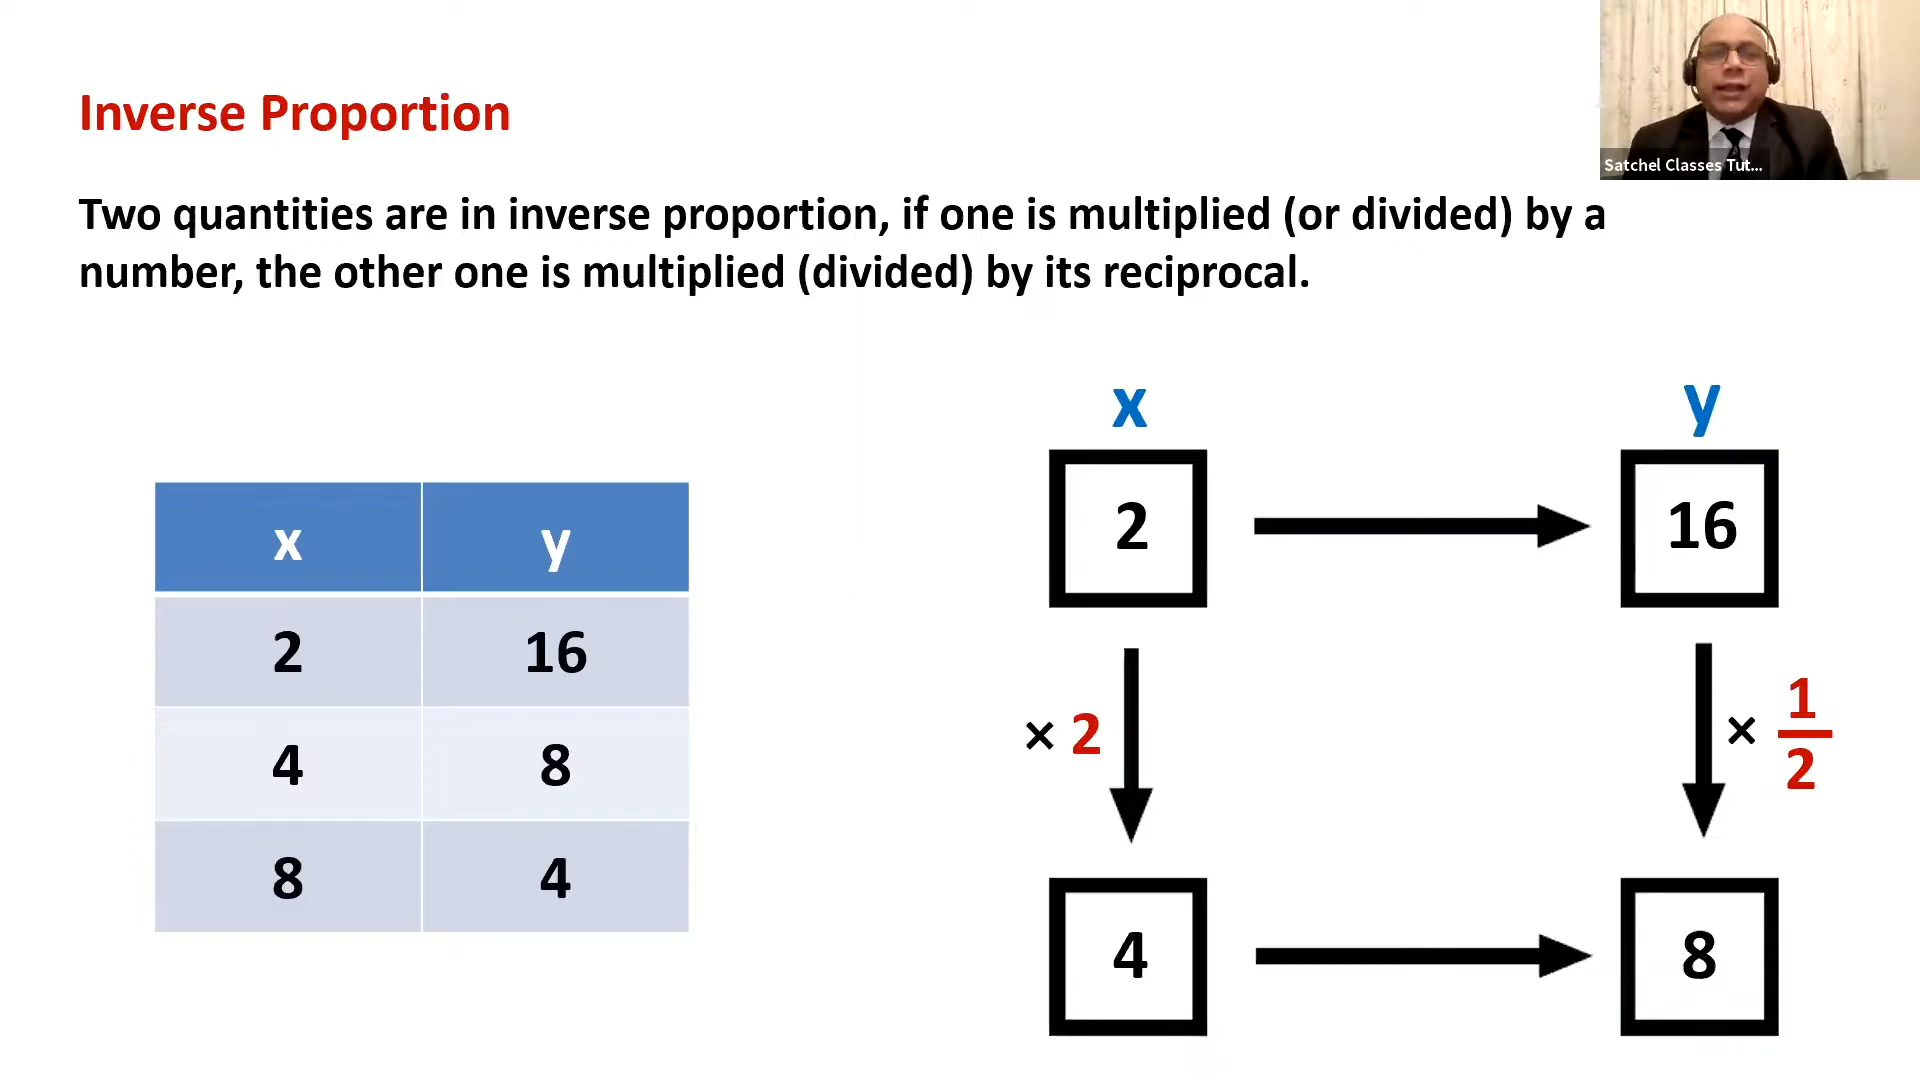 Inverse Proportion
Satchel Classes Tut...
Two quantities are in inverse proportion, if one is multiplied (or divided) by a
number, the other one is multiplied (divided) by its reciprocal.
x y
2 16
4 8
8 4
x y
2 16
× 2 × 1/2
4 8